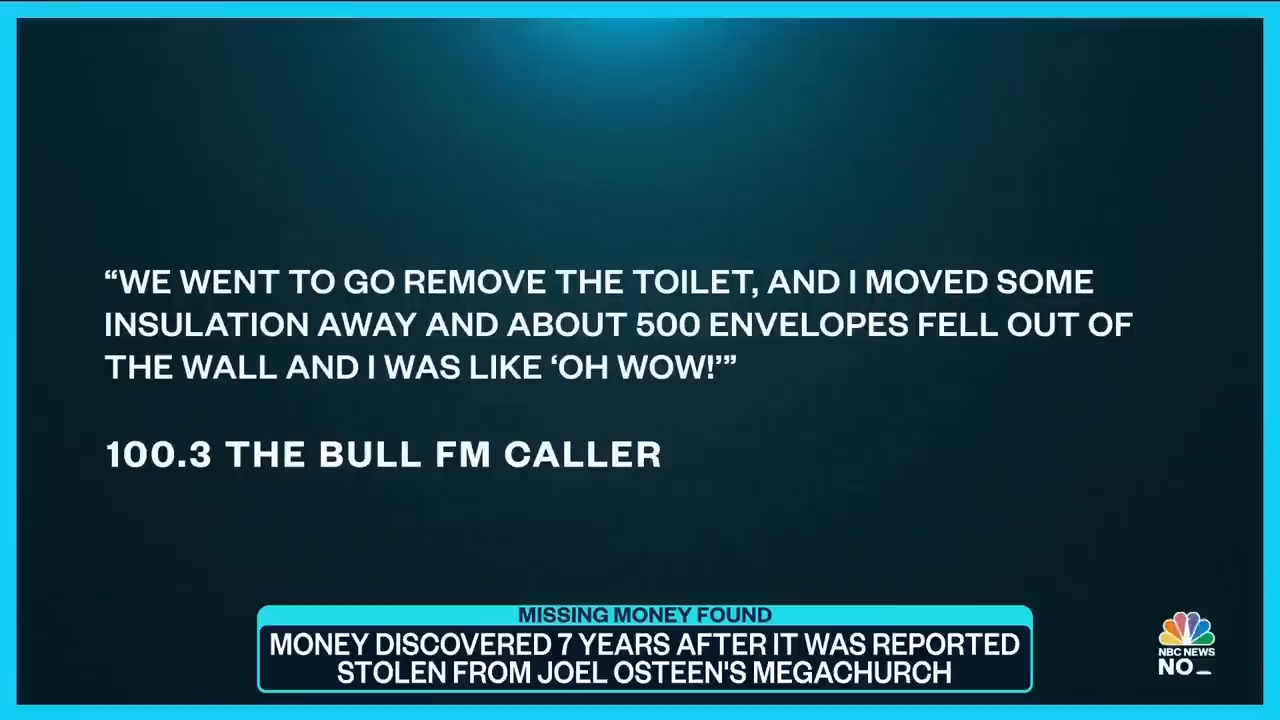 “WE WENT TO GO REMOVE THE TOILET, AND I MOVED SOME
INSULATION AWAY AND ABOUT 500 ENVELOPES FELL OUT OF
THE WALL AND I WAS LIKE ‘OH WOW!’”
100.3 THE BULL FM CALLER
MISSING MONEY FOUND
MONEY DISCOVERED 7 YEARS AFTER IT WAS REPORTED
STOLEN FROM JOEL OSTEEN'S MEGACHURCH
NBC NEWS
NO_